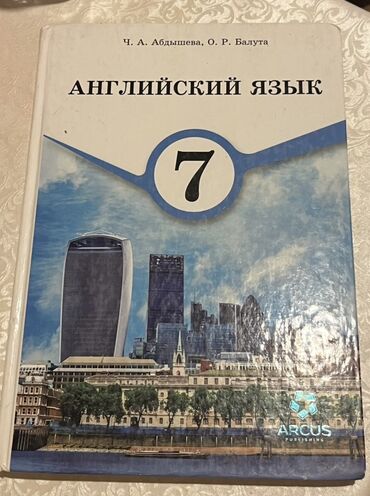 Ч. А. Абдышева, О. Р. Балута
АНГЛИЙСКИЙ ЯЗЫК
7
ARCUS
PUBLISHING